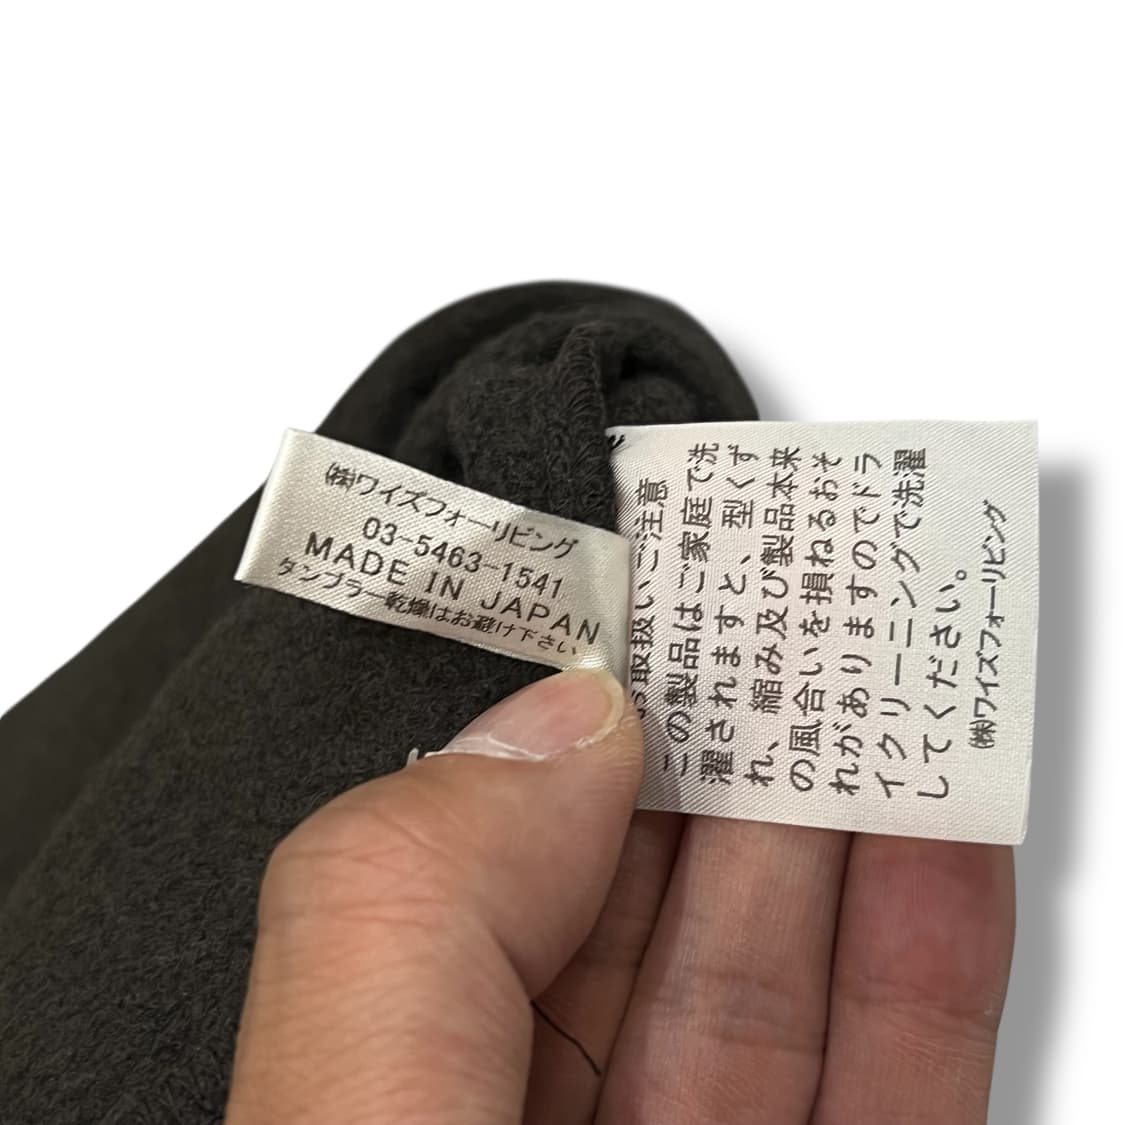 ㈱ワイズフォーリビング
03-5463-1541
MADE IN JAPAN
タンブラー乾燥はお避け下さい
お取扱いご注意
この製品はご家庭で洗
濯されますと、型くず
れ、縮み及び製品本来
の風合いを損ねるおそ
れがありますのでドラ
イクリーニングで洗濯
してください。
㈱ワイズフォーリビング